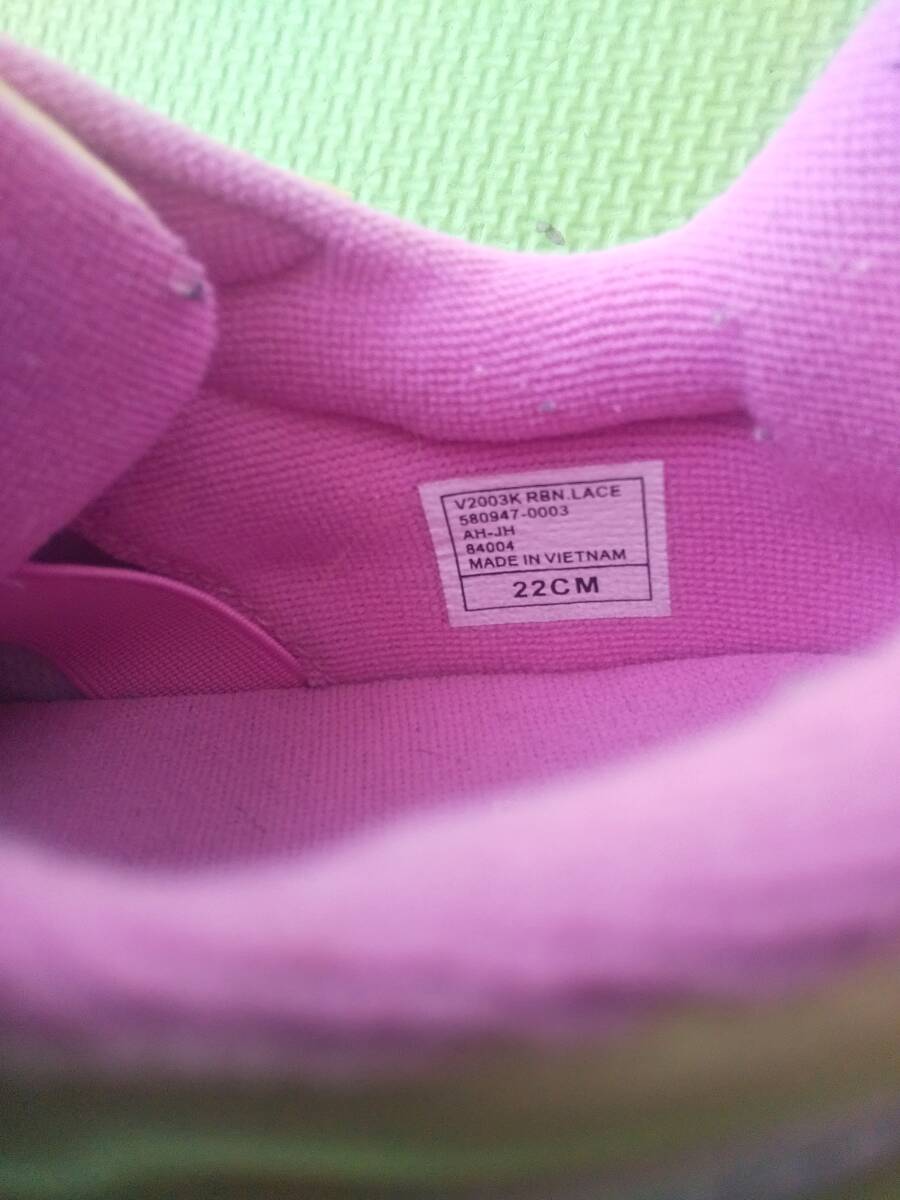 V2003K RBN.LACE
580947-0003
AH-JH
84004
MADE IN VIETNAM
22CM